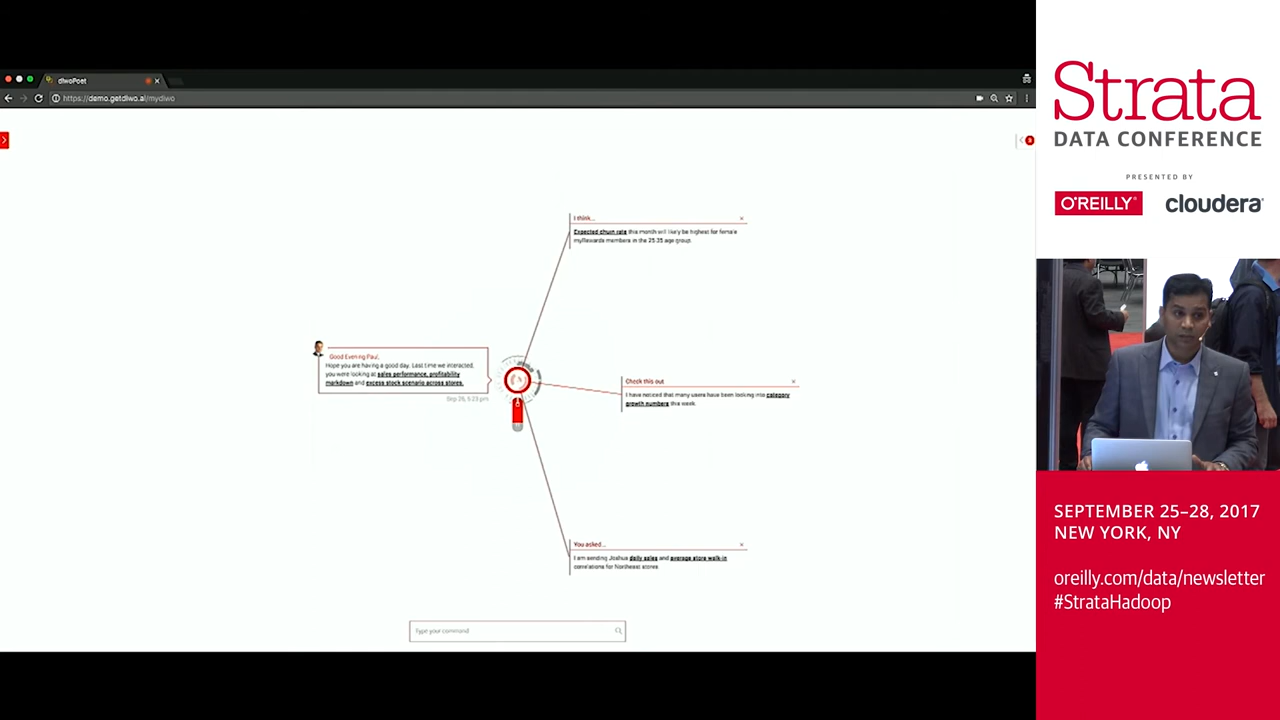 diwoPoet
https://demo.getdiwo.ai/mydiwo
I think...
Expected churn rate this month will likely be highest for female
myRewards members in the 25-35 age group.
Good Evening Paul,
Hope you are having a good day. Last time we interacted,
you were looking at sales performance, profitability
markdown and excess stock scenario across stores.
Sep 26, 5:23 pm
Check this out
I have noticed that many users have been looking into category
growth numbers this week.
You asked...
I am sending Joshua daily sales and average store walk-in
correlations for Northeast stores
Type your command
Strata
DATA CONFERENCE
PRESENTED BY
O'REILLY
cloudera
SEPTEMBER 25–28, 2017
NEW YORK, NY
oreilly.com/data/newsletter
#StrataHadoop